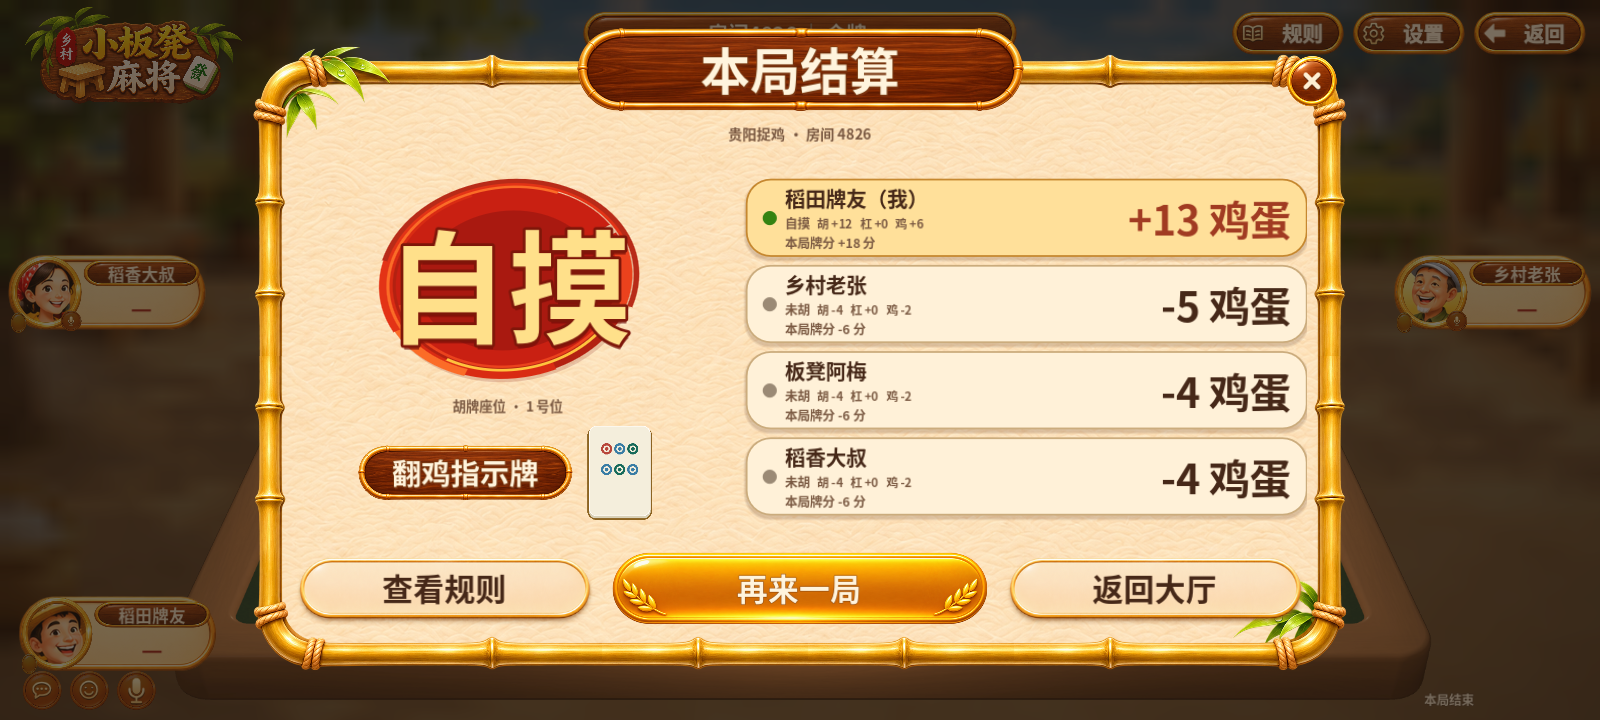 乡村
小板凳
麻将
發
规则
设置
返回
本局结算
贵阳捉鸡 · 房间 4826
自摸
胡牌座位 · 1 号位
翻鸡指示牌
稻田牌友（我）
自摸 胡 +12 杠 +0 鸡 +6
本局牌分 +18 分
+13 鸡蛋
乡村老张
未胡 胡 -4 杠 +0 鸡 -2
本局牌分 -6 分
-5 鸡蛋
板凳阿梅
未胡 胡 -4 杠 +0 鸡 -2
本局牌分 -6 分
-4 鸡蛋
稻香大叔
未胡 胡 -4 杠 +0 鸡 -2
本局牌分 -6 分
-4 鸡蛋
查看规则
再来一局
返回大厅
稻香大叔
—
乡村老张
—
稻田牌友
—
本局结束